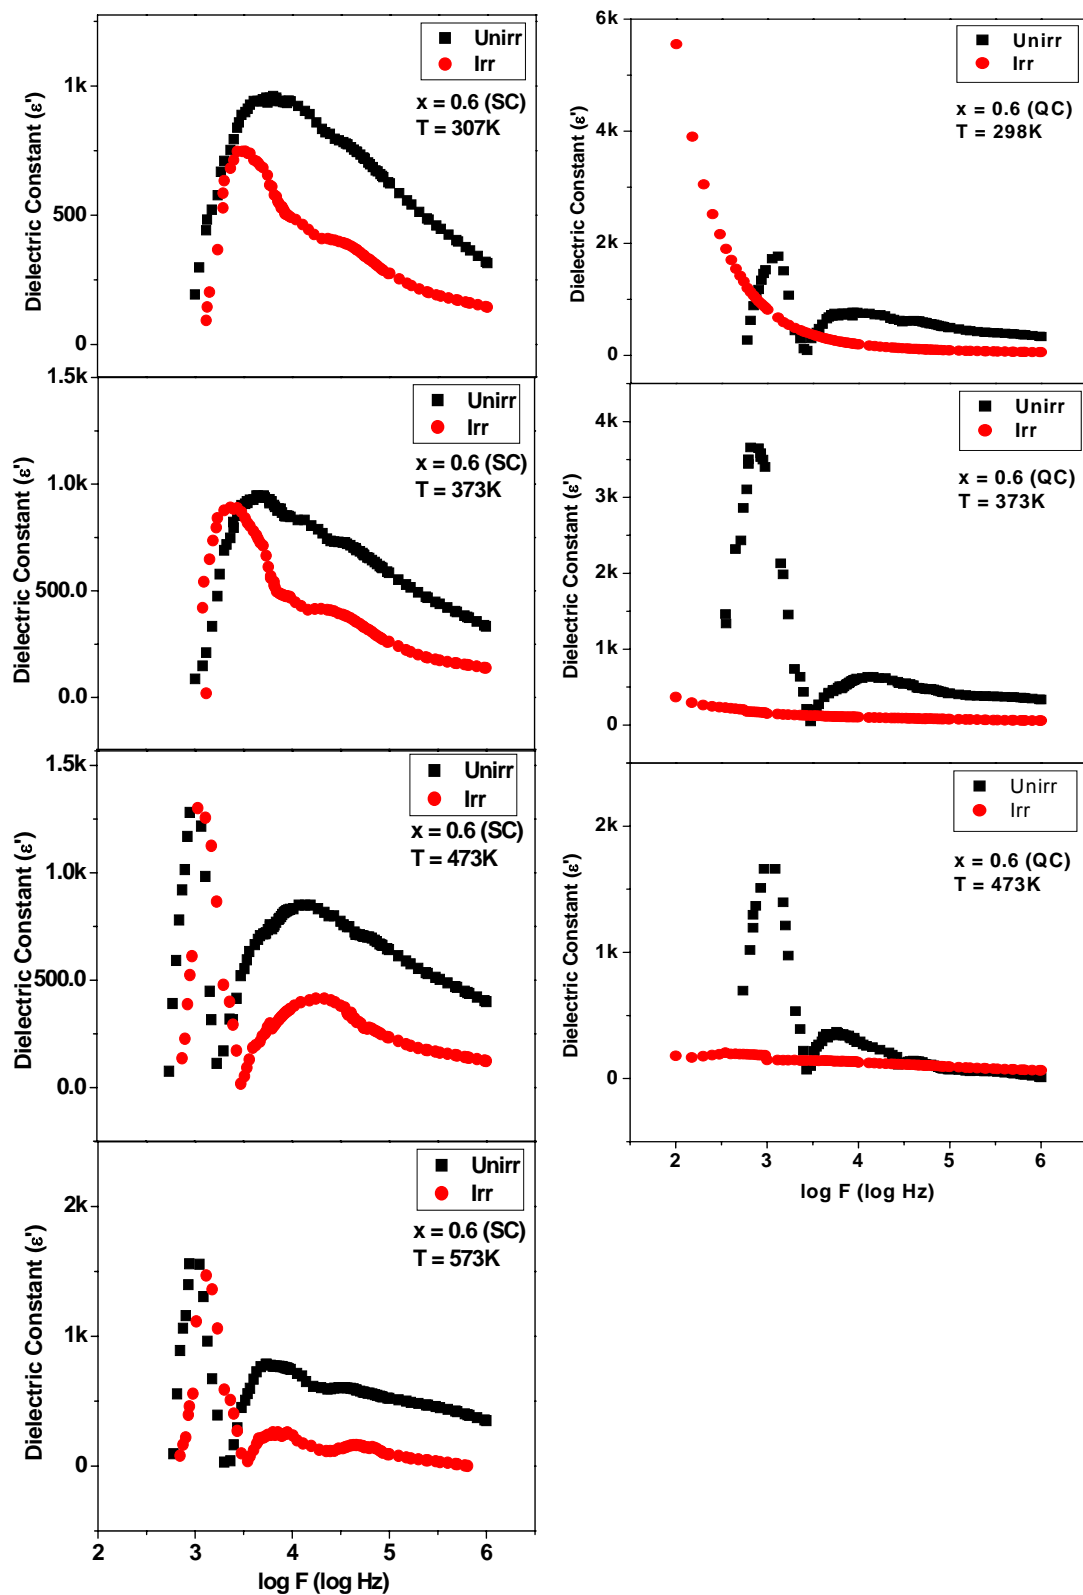 Dielectric Constant (ε')
1k
500
0
Unirr
Irr
x = 0.6 (SC)
T = 307K
Dielectric Constant (ε')
1.5k
1.0k
500.0
0.0
Unirr
Irr
x = 0.6 (SC)
T = 373K
Dielectric Constant (ε')
1.5k
1.0k
500.0
0.0
Unirr
Irr
x = 0.6 (SC)
T = 473K
Dielectric Constant (ε')
2k
1k
0
Unirr
Irr
x = 0.6 (SC)
T = 573K
2 3 4 5 6
log F (log Hz)
Dielectric Constant (ε')
6k
4k
2k
0
Unirr
Irr
x = 0.6 (QC)
T = 298K
Dielectric Constant (ε')
4k
3k
2k
1k
0
Unirr
Irr
x = 0.6 (QC)
T = 373K
Dielectric Constant (ε')
2k
1k
0
Unirr
Irr
x = 0.6 (QC)
T = 473K
2 3 4 5 6
log F (log Hz)